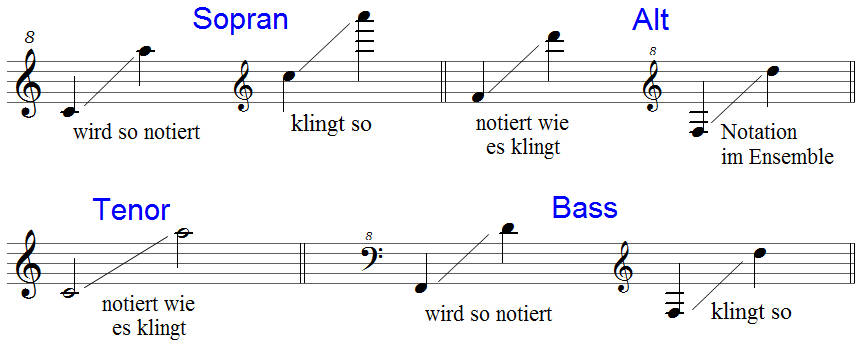 Sopran
Alt
8
8
wird so notiert
klingt so
notiert wie
es klingt
Notation
im Ensemble
Tenor
Bass
8
notiert wie
es klingt
wird so notiert
klingt so